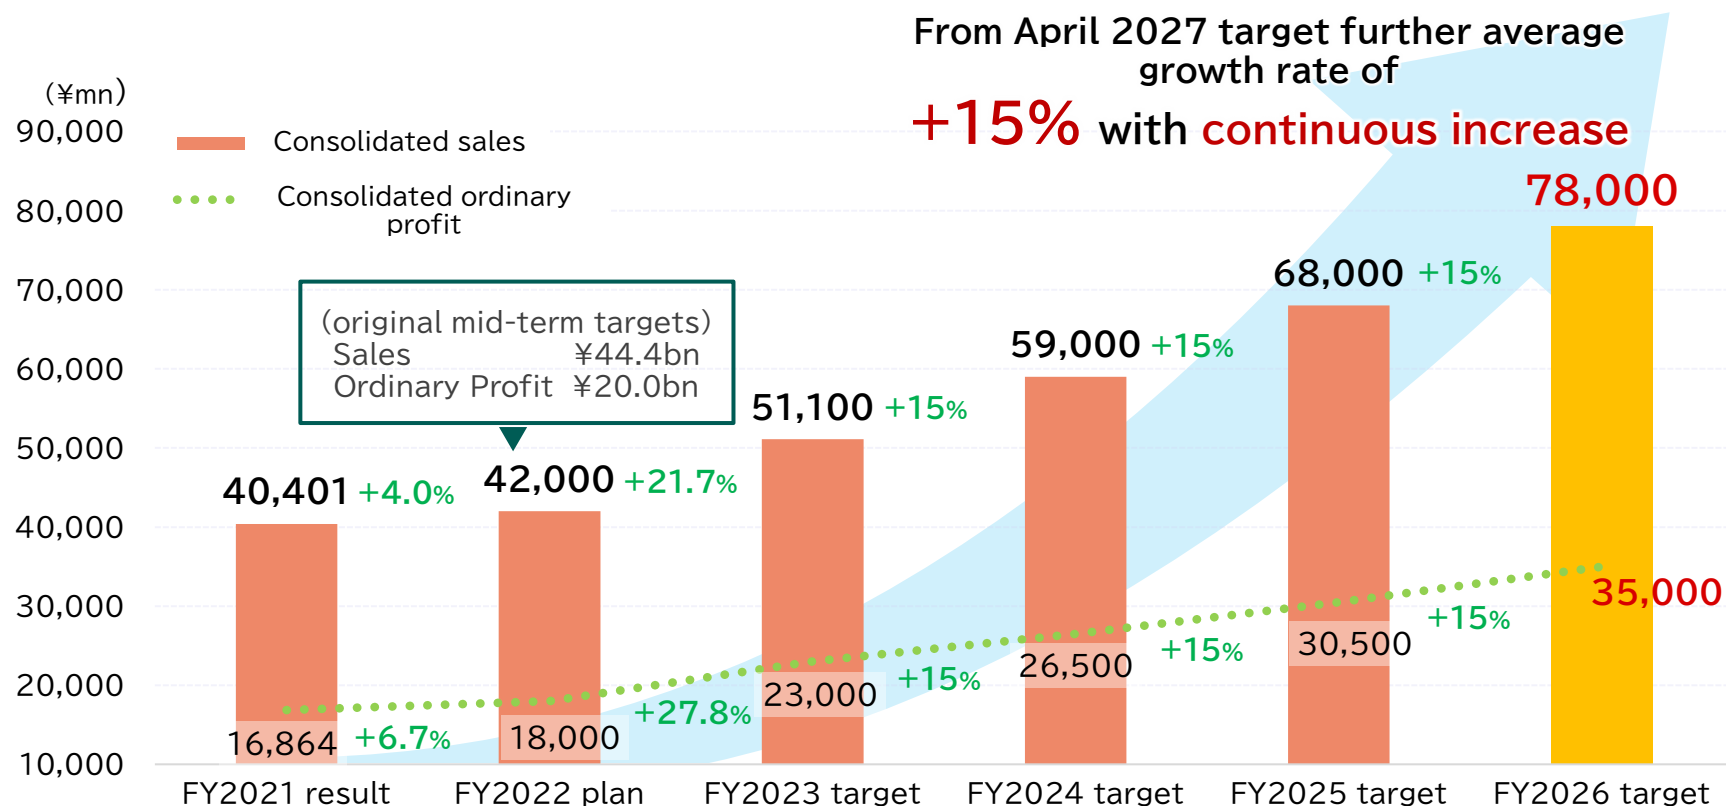 From April 2027 target further average
growth rate of
+15% with continuous increase
(¥mn)
90,000
80,000
70,000
60,000
50,000
40,000
30,000
20,000
10,000
Consolidated sales
Consolidated ordinary
profit
(original mid-term targets)
Sales ¥44.4bn
Ordinary Profit ¥20.0bn
40,401 +4.0%
42,000 +21.7%
51,100 +15%
59,000 +15%
68,000 +15%
78,000
16,864 +6.7%
18,000 +27.8%
23,000 +15%
26,500 +15%
30,500 +15%
35,000
FY2021 result
FY2022 plan
FY2023 target
FY2024 target
FY2025 target
FY2026 target